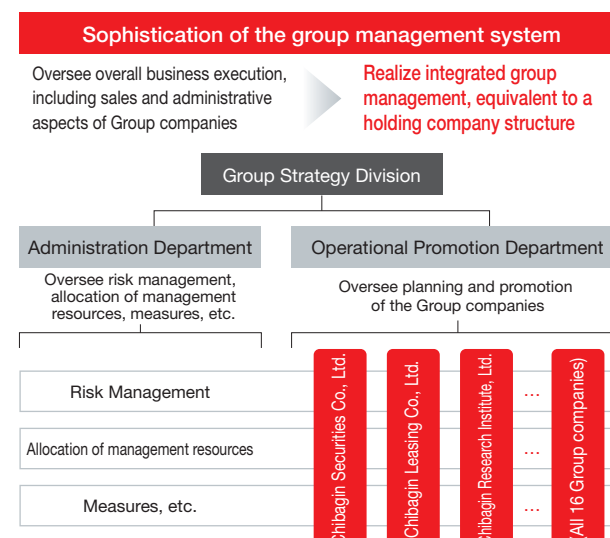 Sophistication of the group management system
Oversee overall business execution,
including sales and administrative
aspects of Group companies
Realize integrated group
management, equivalent to a
holding company structure
Group Strategy Division
Administration Department
Oversee risk management,
allocation of management
resources, measures, etc.
Operational Promotion Department
Oversee planning and promotion
of the Group companies
Risk Management
Allocation of management resources
Measures, etc.
Chibagin Securities Co., Ltd.
Chibagin Leasing Co., Ltd.
Chibagin Research Institute, Ltd.
…
…
…
(All 16 Group companies)